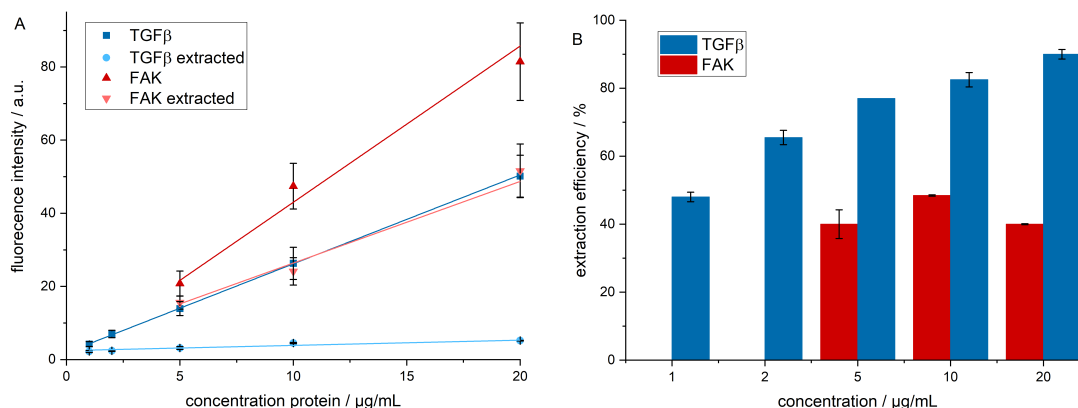 A
TGFβ
TGFβ extracted
FAK
FAK extracted
fluorecence intensity / a.u.
80
60
40
20
0
0
5
10
15
20
concentration protein / µg/mL
B
TGFβ
FAK
extraction efficiency / %
100
80
60
40
20
0
1
2
5
10
20
concentration / µg/mL